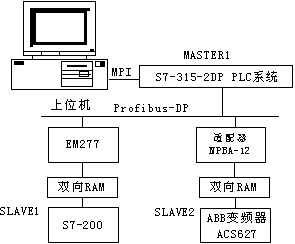 MASTER1
MPI
S7-315-2DP PLC系统
上位机
Profibus-DP
EM277
适配器
NPBA-12
双向RAM
双向RAM
SLAVE1
S7-200
SLAVE2
ABB变频器
ACS627